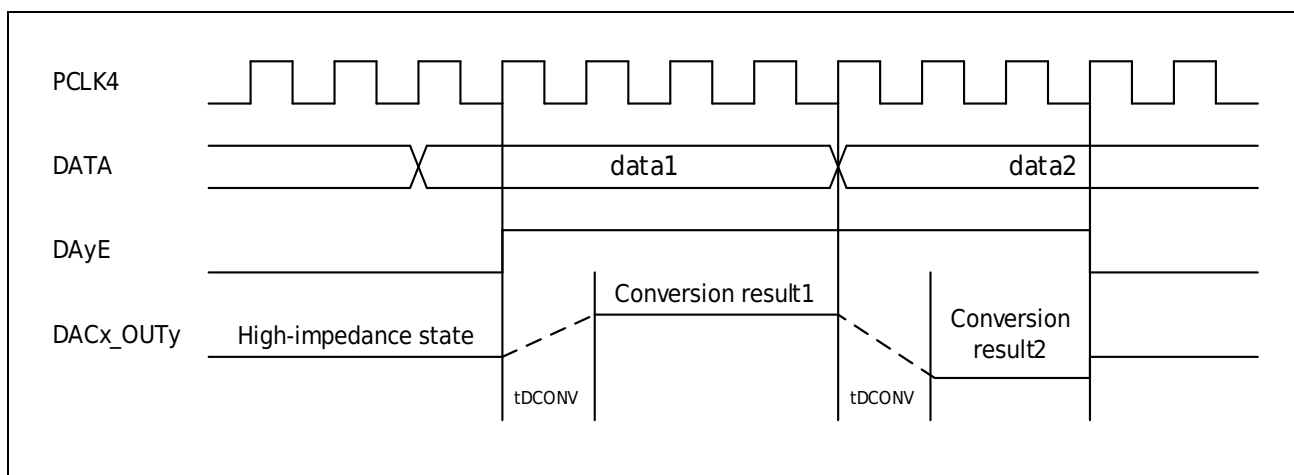 PCLK4
DATA
data1
data2
DAyE
DACx_OUTy
High-impedance state
Conversion result1
Conversion
result2
tDCONV
tDCONV